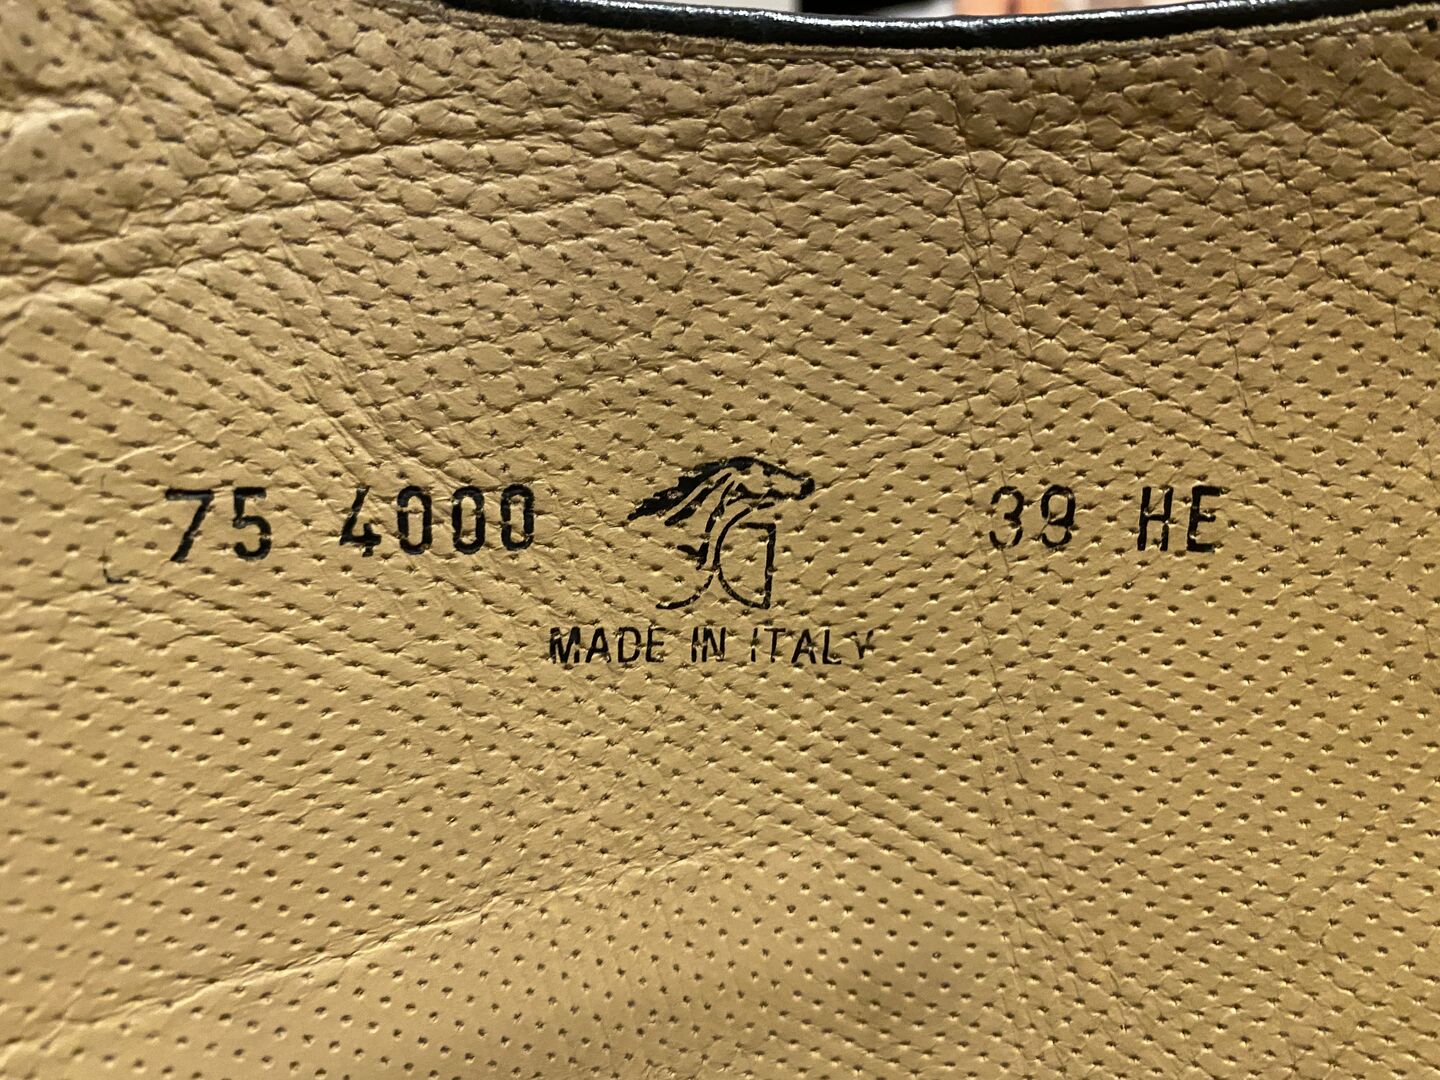 75 4000 39 HE
MADE IN ITALY